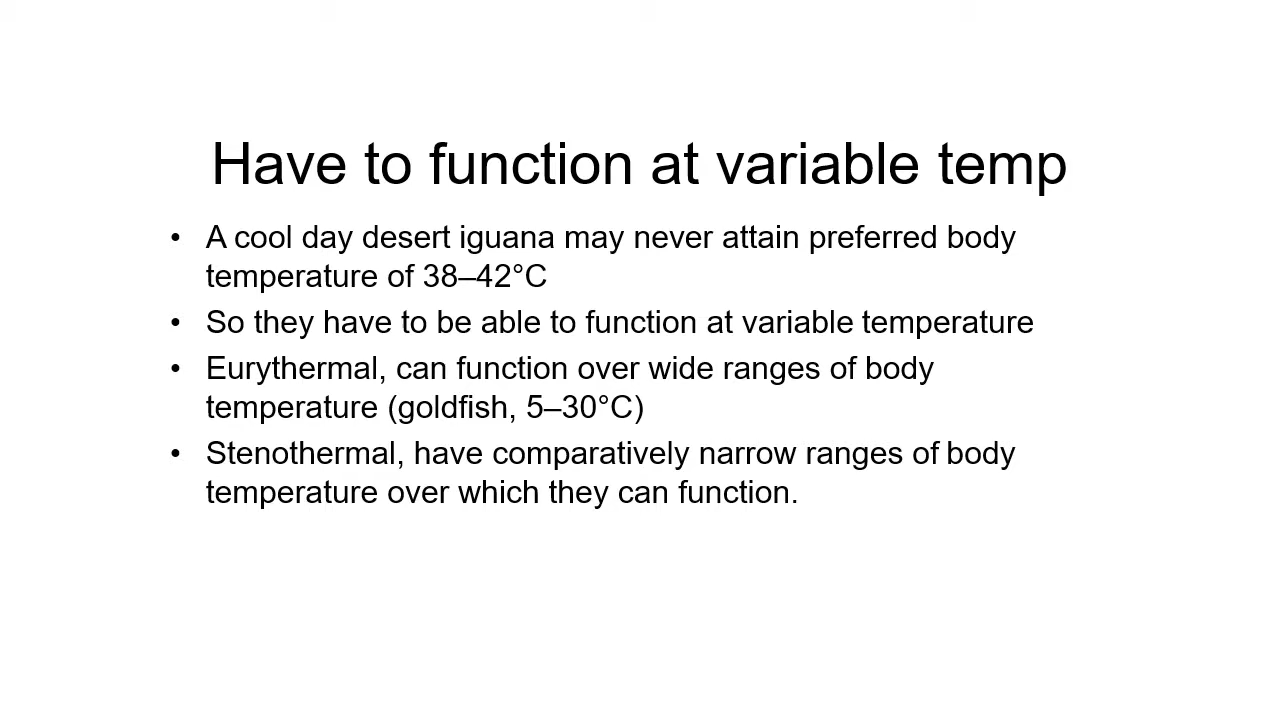 Have to function at variable temp
• A cool day desert iguana may never attain preferred body
temperature of 38–42°C
• So they have to be able to function at variable temperature
• Eurythermal, can function over wide ranges of body
temperature (goldfish, 5–30°C)
• Stenothermal, have comparatively narrow ranges of body
temperature over which they can function.